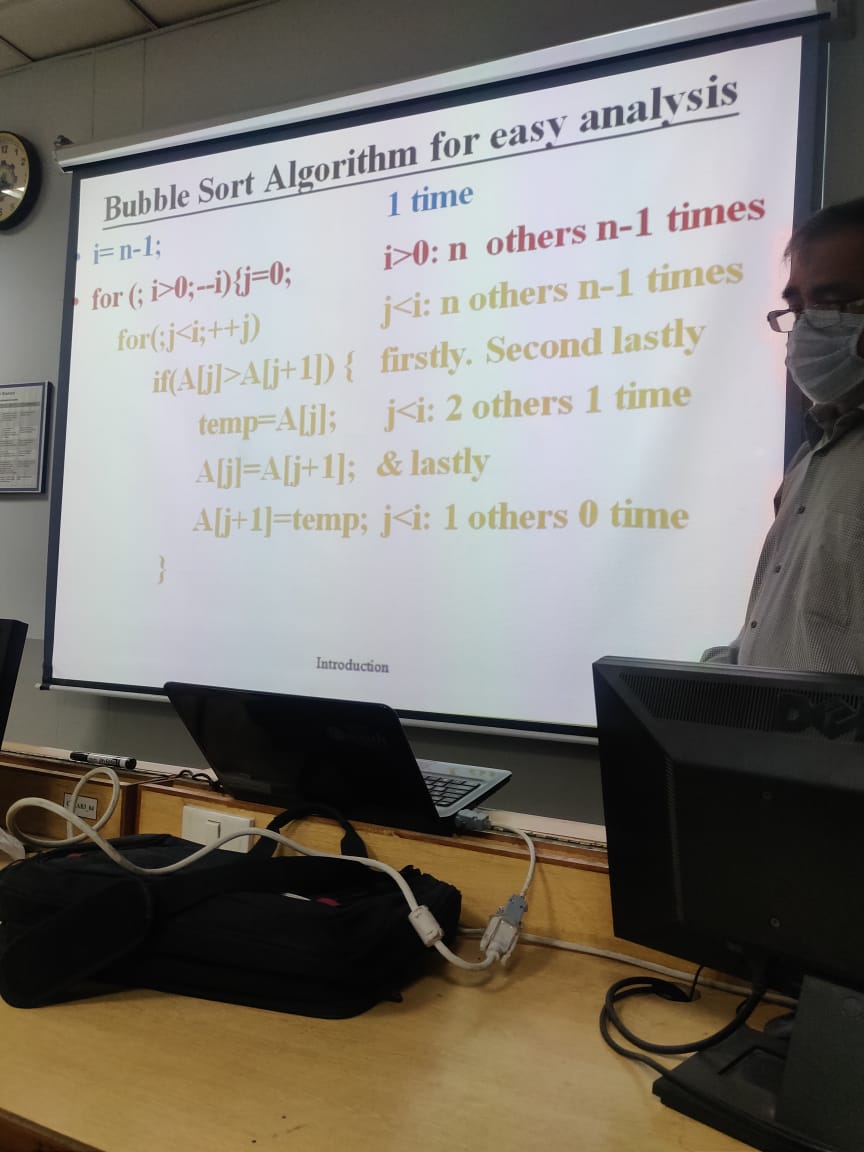 Bubble Sort Algorithm for easy analysis
• i= n-1; 1 time
• for (; i>0;--i){j=0; i>0: n others n-1 times
for(;j<i;++j) j<i: n others n-1 times
if(A[j]>A[j+1]) { firstly. Second lastly
temp=A[j]; j<i: 2 others 1 time
A[j]=A[j+1]; & lastly
A[j+1]=temp; j<i: 1 others 0 time
}
Introduction
DELL